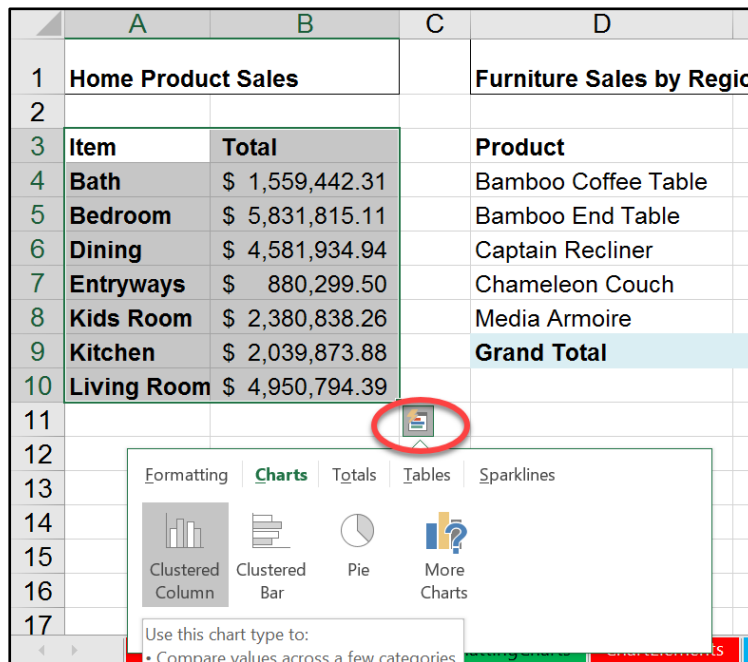 A B C D
1 Home Product Sales Furniture Sales by Regio
2
3 Item Total Product
4 Bath $ 1,559,442.31 Bamboo Coffee Table
5 Bedroom $ 5,831,815.11 Bamboo End Table
6 Dining $ 4,581,934.94 Captain Recliner
7 Entryways $ 880,299.50 Chameleon Couch
8 Kids Room $ 2,380,838.26 Media Armoire
9 Kitchen $ 2,039,873.88 Grand Total
10 Living Room $ 4,950,794.39
11
12
Formatting Charts Totals Tables Sparklines
13
14
15
Clustered Clustered Pie More
16
Column Bar Charts
17
Use this chart type to:
• Compare values across a few categories